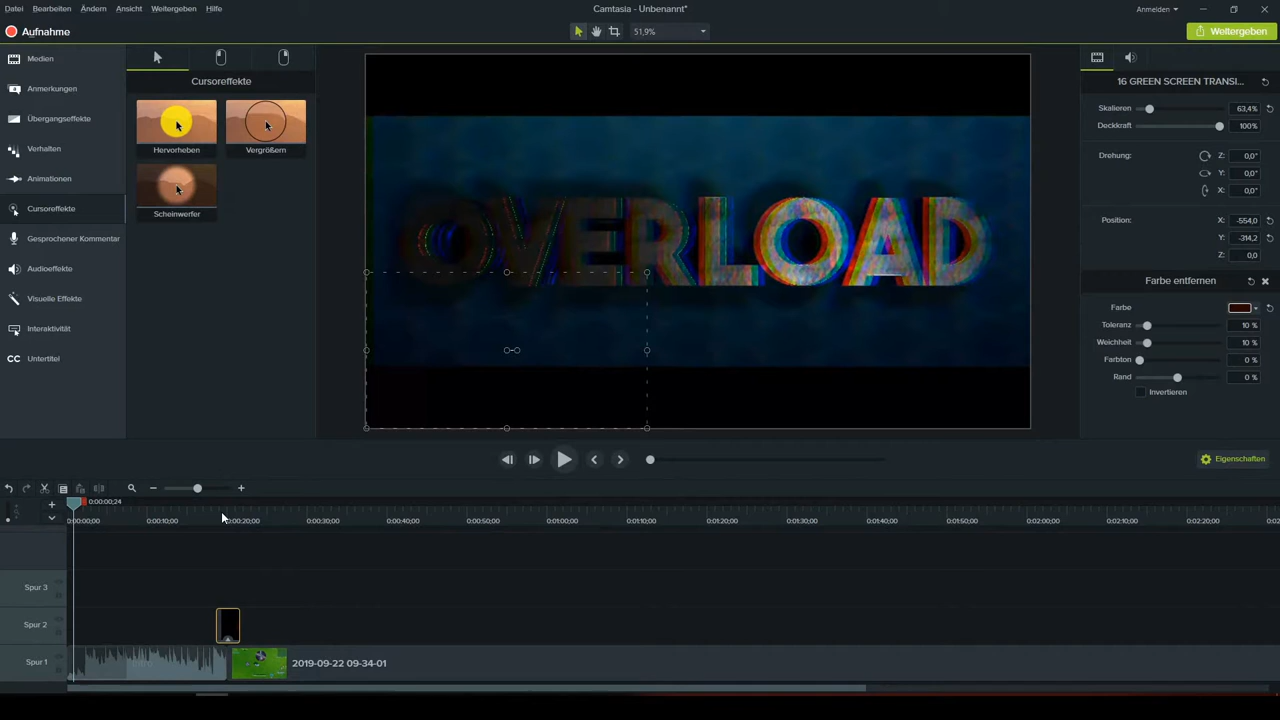 Datei Bearbeiten Ändern Ansicht Weitergeben Hilfe
Camtasia - Unbenannt*
Anmelden
Aufnahme
51,9%
Weitergeben
Medien
Anmerkungen
Übergangseffekte
Verhalten
Animationen
Cursoreffekte
Gesprochener Kommentar
Audioeffekte
Visuelle Effekte
Interaktivität
CC Untertitel
Cursoreffekte
Hervorheben
Vergrößern
Scheinwerfer
OVERLOAD
16 GREEN SCREEN TRANSI...
Skalieren 63,4%
Deckkraft 100%
Drehung: Z: 0,0°
Y: 0,0°
X: 0,0°
Position: X: -554,0
Y: -314,2
Z: 0,0
Farbe entfernen
Farbe
Toleranz 10 %
Weichheit 10 %
Farbton 0 %
Rand 0 %
Invertieren
Eigenschaften
0:00:00;24
0:00:00;00 0:00:10;00 0:00:20;00 0:00:30;00 0:00:40;00 0:00:50;00 0:01:00;00 0:01:10;00 0:01:20;00 0:01:30;00 0:01:40;00 0:01:50;00 0:02:00;00 0:02:10;00 0:02:20;00
Spur 3
Spur 2
Spur 1
2019-09-22 09-34-01